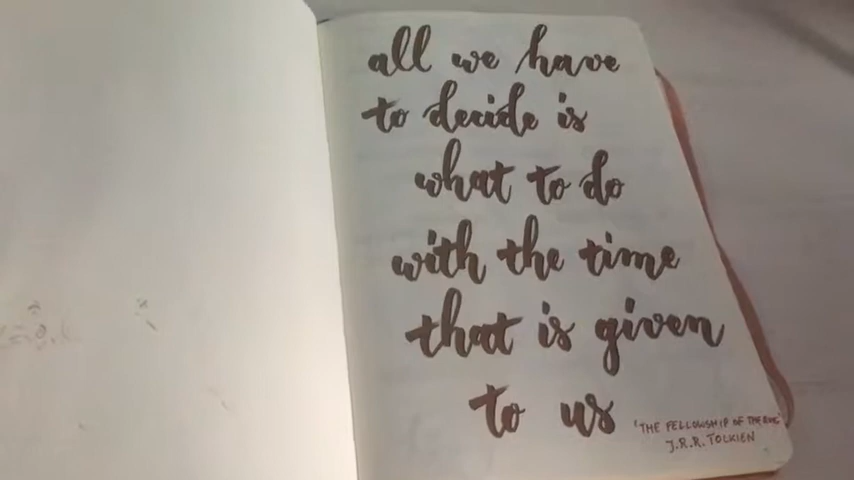 all we have
to decide is
what to do
with the time
that is given
to us
'THE FELLOWSHIP OF THE RING'
J.R.R. TOLKIEN